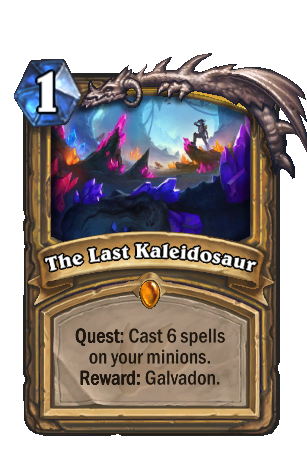 1
The Last Kaleidosaur
Quest: Cast 6 spells
on your minions.
Reward: Galvadon.